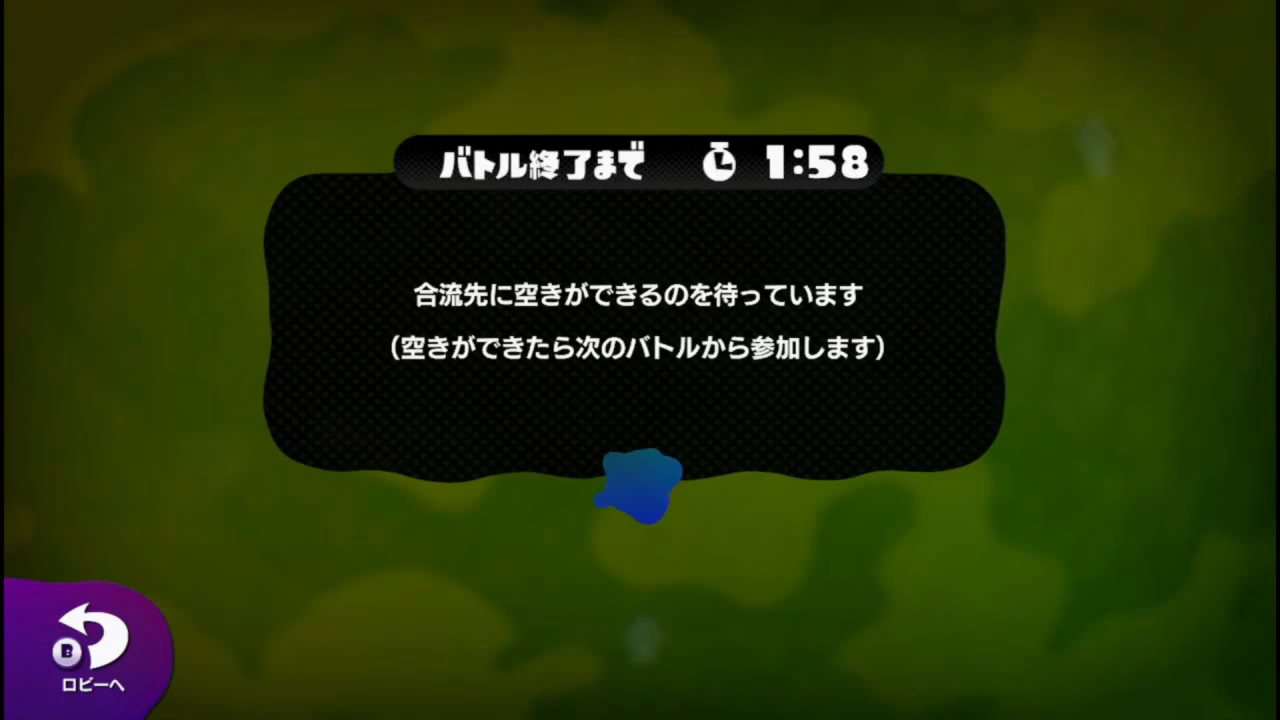 バトル終了まで 1:58
合流先に空きができるのを待っています
（空きができたら次のバトルから参加します）
B
ロビーへ